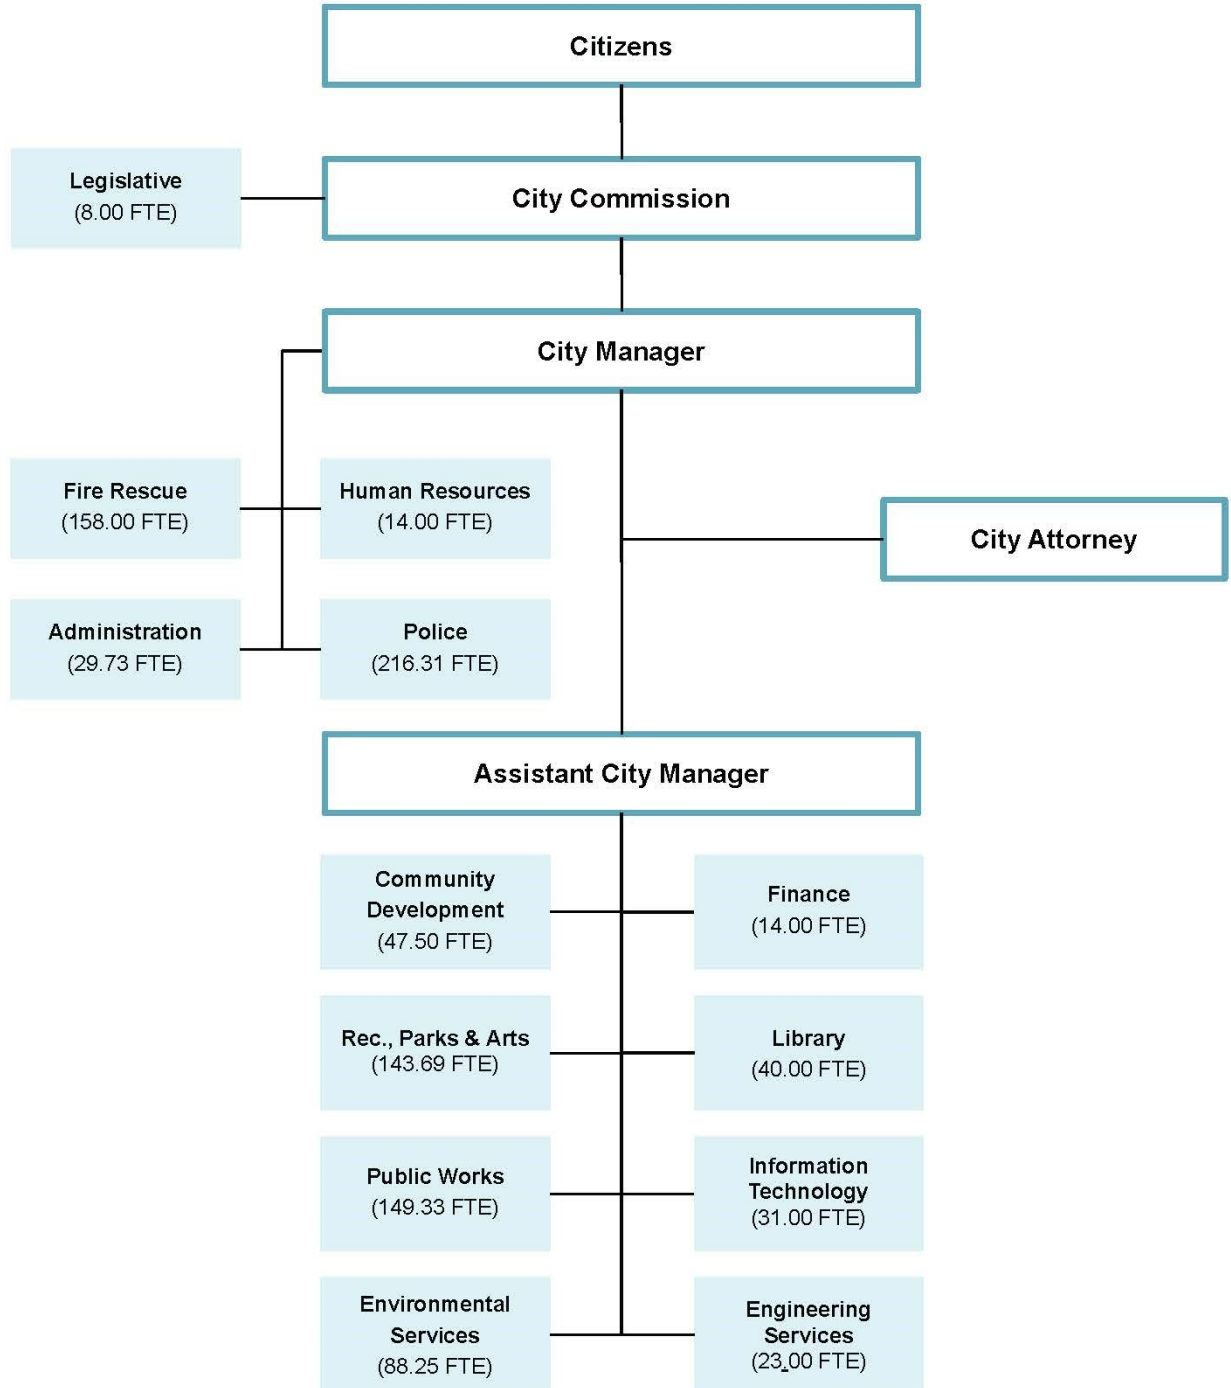 Citizens
Legislative
(8.00 FTE)
City Commission
City Manager
Fire Rescue
(158.00 FTE)
Human Resources
(14.00 FTE)
City Attorney
Administration
(29.73 FTE)
Police
(216.31 FTE)
Assistant City Manager
Community
Development
(47.50 FTE)
Finance
(14.00 FTE)
Rec., Parks & Arts
(143.69 FTE)
Library
(40.00 FTE)
Public Works
(149.33 FTE)
Information
Technology
(31.00 FTE)
Environmental
Services
(88.25 FTE)
Engineering
Services
(23.00 FTE)